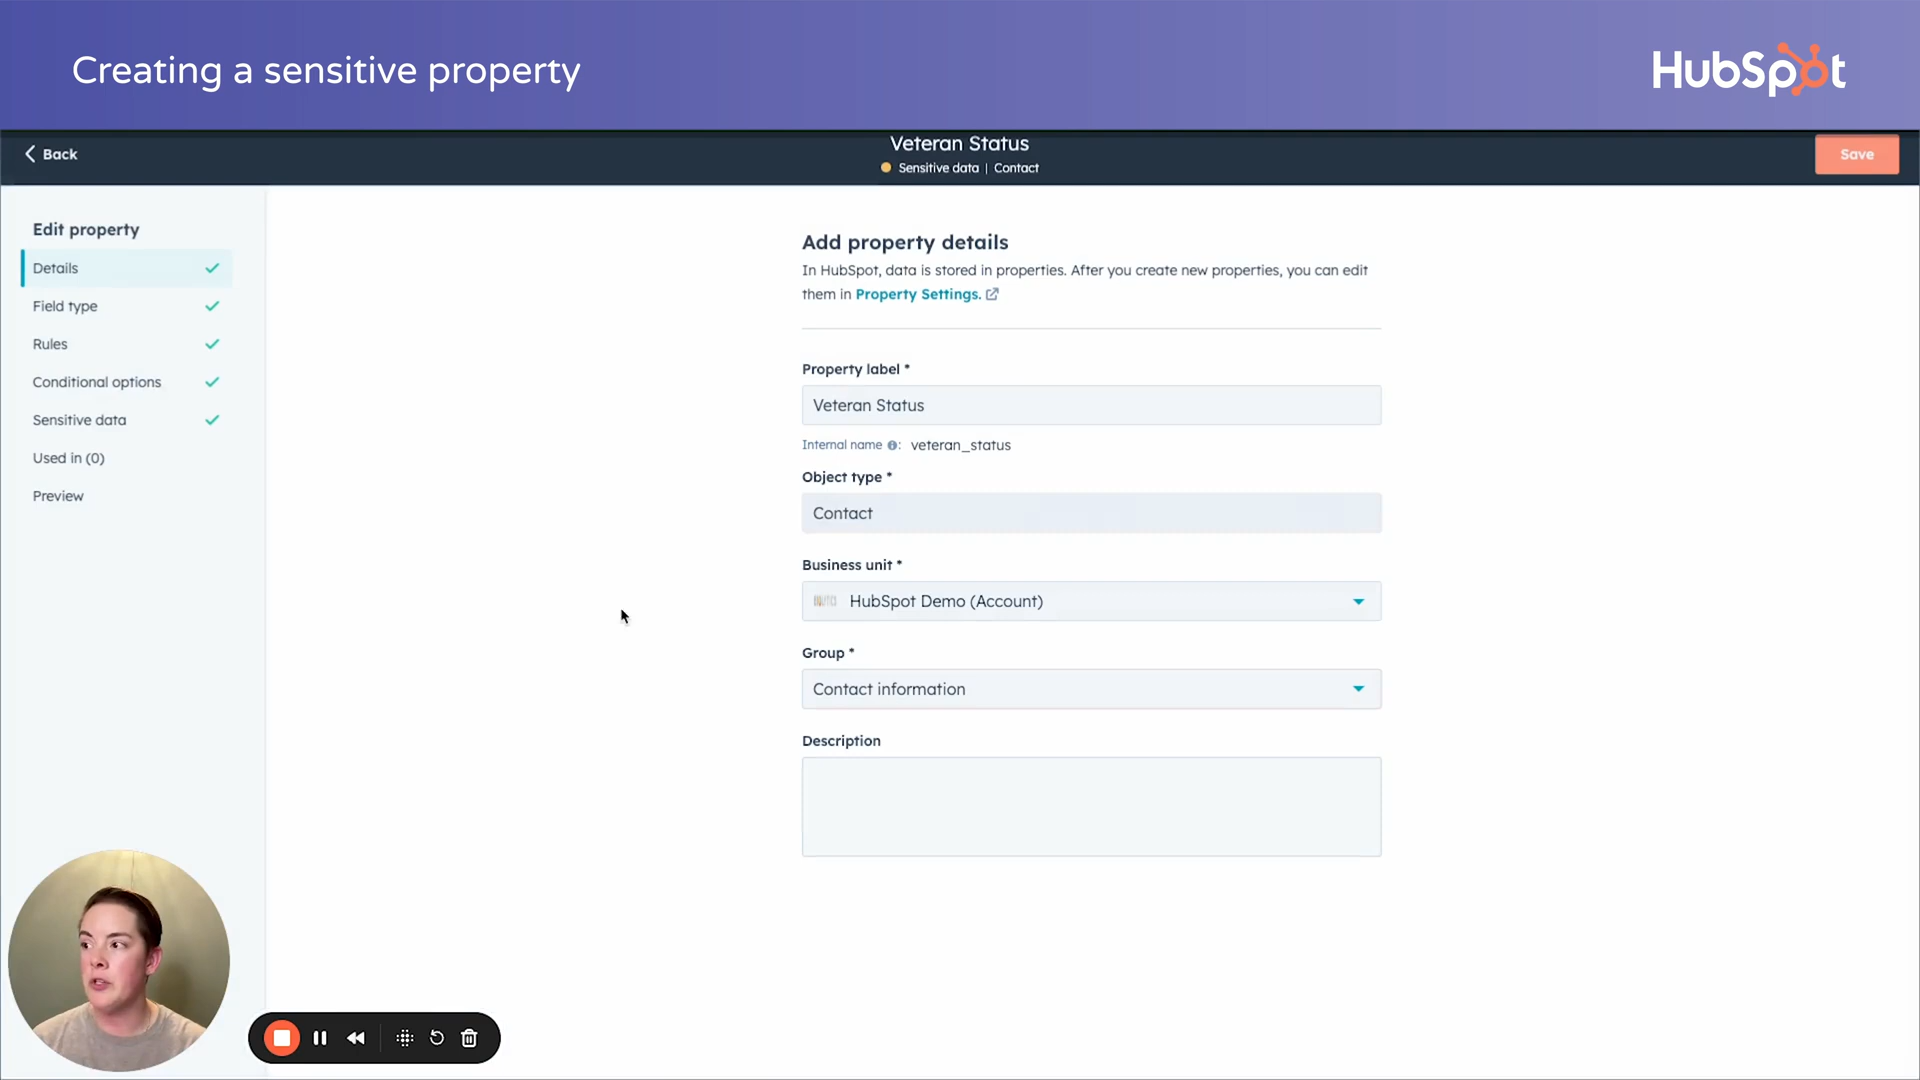 Creating a sensitive property
HubSpot
Back
Veteran Status
Sensitive data | Contact
Save
Edit property
Details
Field type
Rules
Conditional options
Sensitive data
Used in (0)
Preview
Add property details
In HubSpot, data is stored in properties. After you create new properties, you can edit
them in Property Settings.
Property label *
Veteran Status
Internal name : veteran_status
Object type *
Contact
Business unit *
HubSpot Demo (Account)
Group *
Contact information
Description